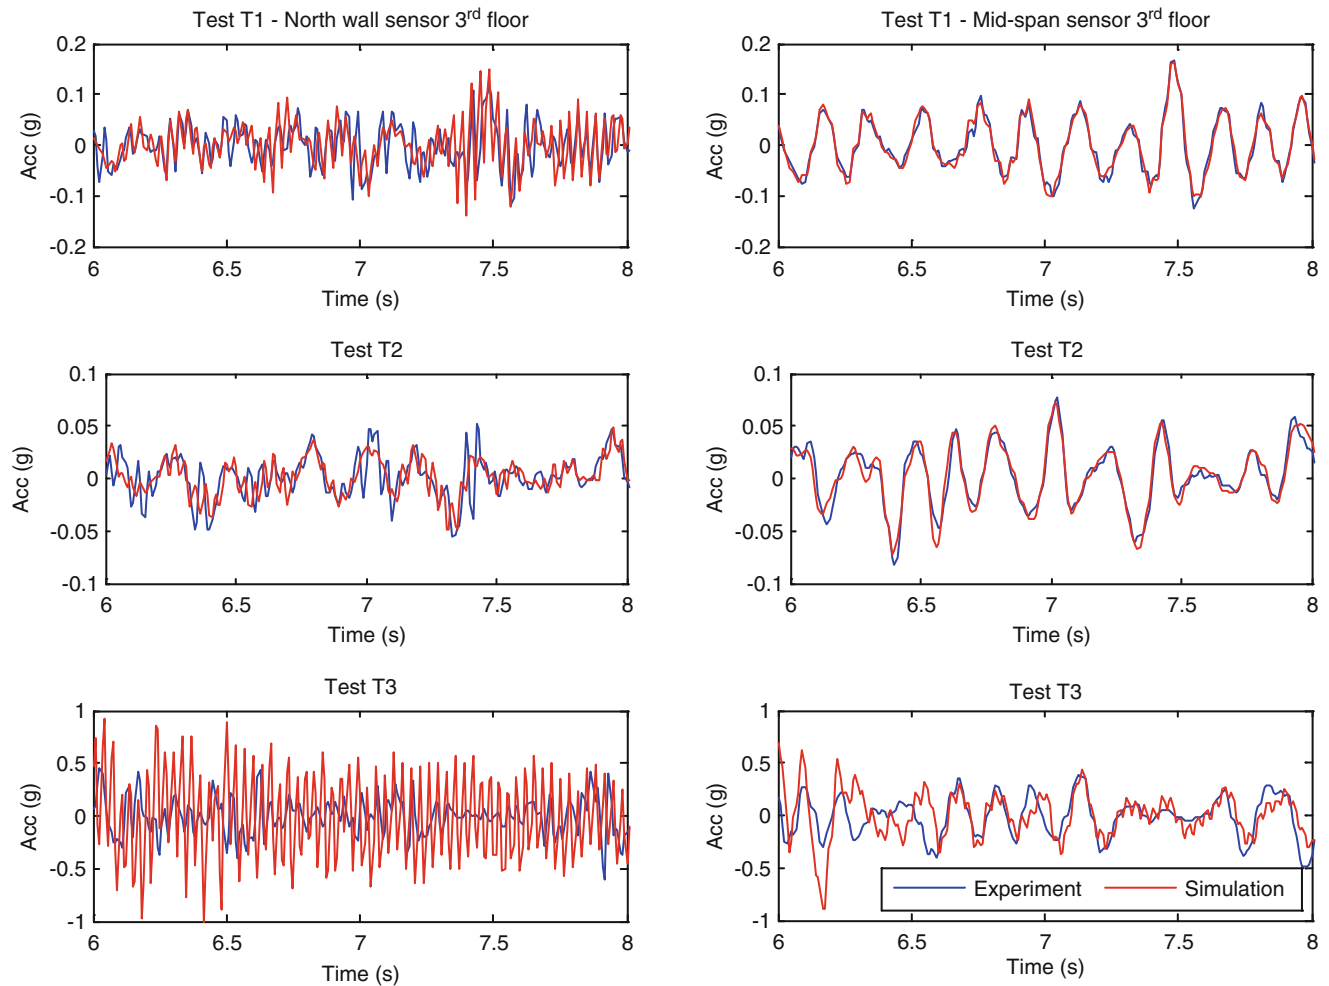 Test T1 - North wall sensor 3rd floor
0.2
0.1
0
-0.1
-0.2
Acc (g)
6 6.5 7 7.5 8
Time (s)
Test T1 - Mid-span sensor 3rd floor
0.2
0.1
0
-0.1
-0.2
Acc (g)
6 6.5 7 7.5 8
Time (s)
Test T2
0.1
0.05
0
-0.05
-0.1
Acc (g)
6 6.5 7 7.5 8
Time (s)
Test T2
0.1
0.05
0
-0.05
-0.1
Acc (g)
6 6.5 7 7.5 8
Time (s)
Test T3
1
0.5
0
-0.5
-1
Acc (g)
6 6.5 7 7.5 8
Time (s)
Test T3
1
0.5
0
-0.5
-1
Acc (g)
Experiment Simulation
6 6.5 7 7.5 8
Time (s)